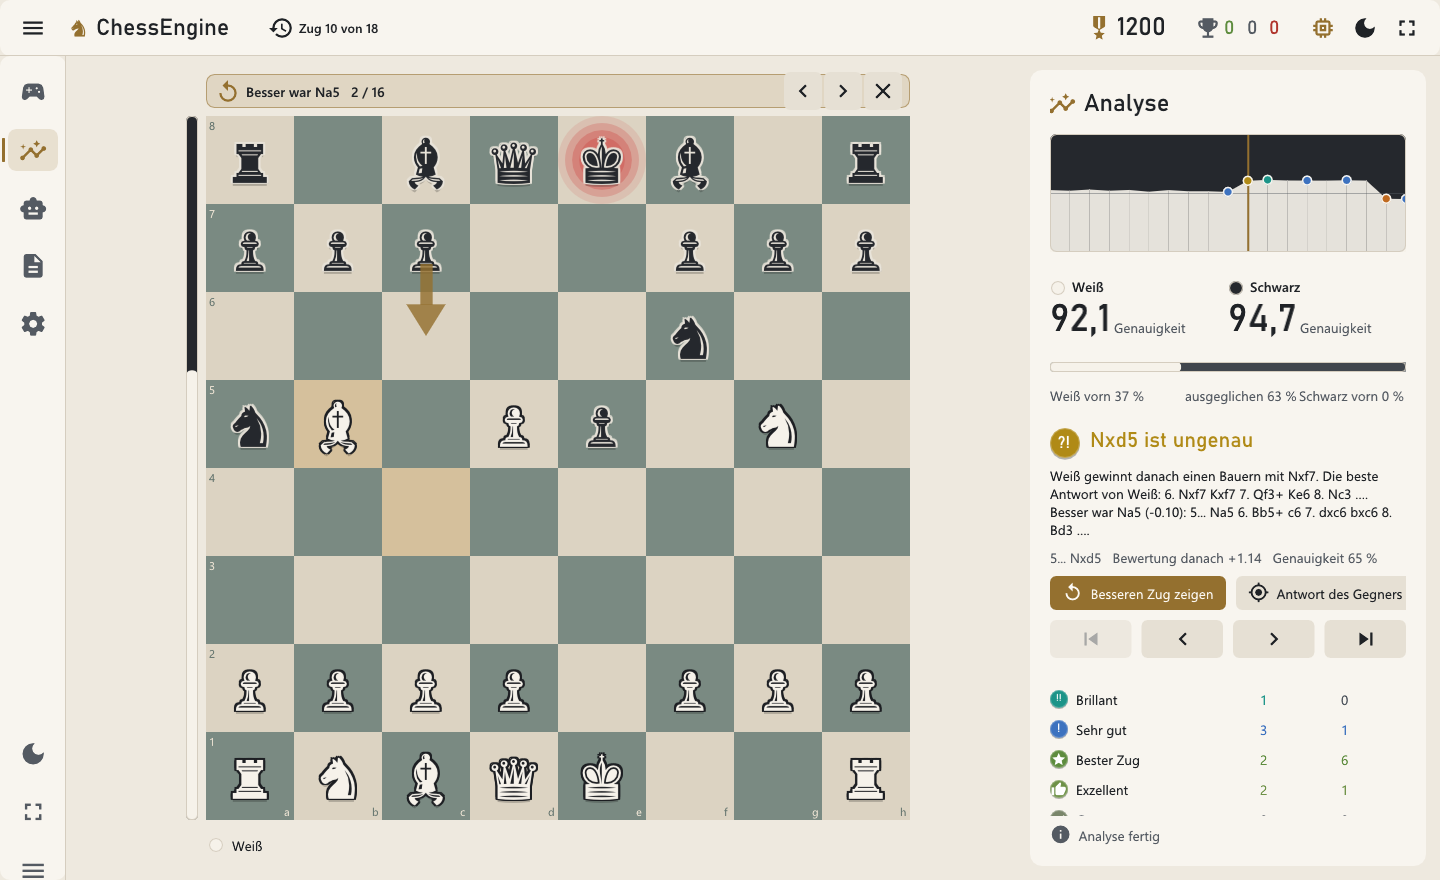 ChessEngine
Zug 10 von 18
1200
0 0 0
Besser war Na5 2 / 16
8
7
6
5
4
3
2
1
a b c d e f g h
Weiß
Analyse
Weiß Schwarz
92,1 Genauigkeit 94,7 Genauigkeit
Weiß vorn 37 % ausgeglichen 63 % Schwarz vorn 0 %
?! Nxd5 ist ungenau
Weiß gewinnt danach einen Bauern mit Nxf7. Die beste
Antwort von Weiß: 6. Nxf7 Kxf7 7. Qf3+ Ke6 8. Nc3 ....
Besser war Na5 (-0.10): 5... Na5 6. Bb5+ c6 7. dxc6 bxc6 8.
Bd3 ....
5... Nxd5 Bewertung danach +1.14 Genauigkeit 65 %
Besseren Zug zeigen Antwort des Gegners
!! Brillant 1 0
! Sehr gut 3 1
Bester Zug 2 6
Exzellent 2 1
Analyse fertig